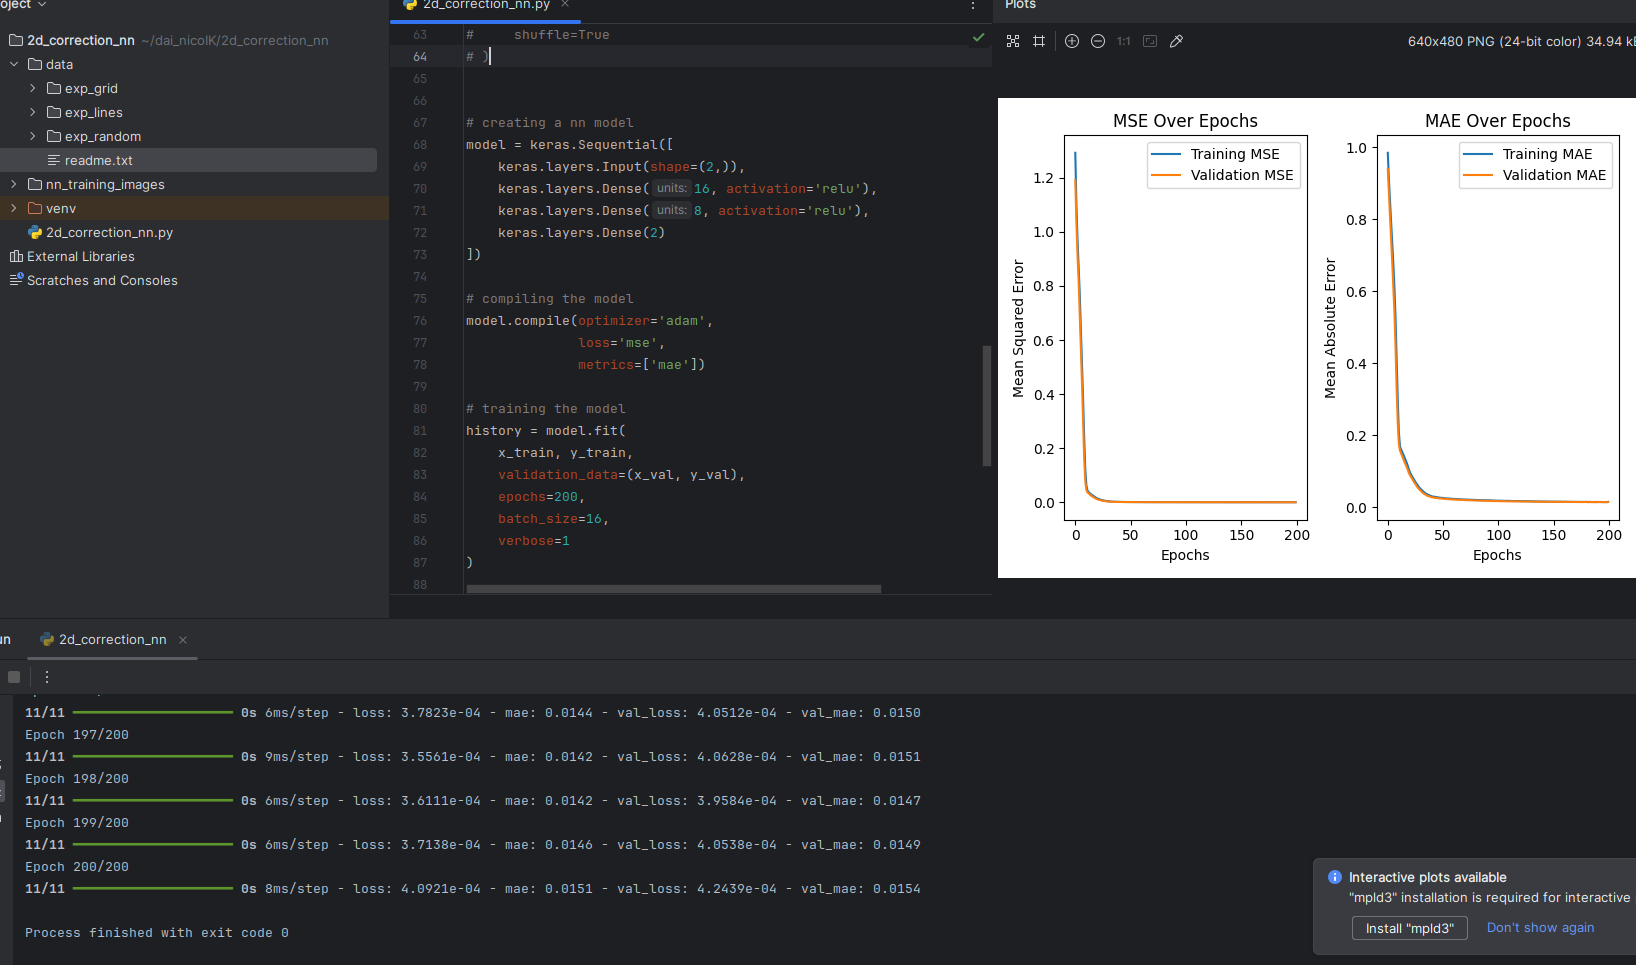 oject
2d_correction_nn ~/dai_nicolK/2d_correction_nn
data
exp_grid
exp_lines
exp_random
readme.txt
nn_training_images
venv
2d_correction_nn.py
External Libraries
Scratches and Consoles
2d_correction_nn.py
63 #     shuffle=True
64 # )
65
66
67 # creating a nn model
68 model = keras.Sequential([
69     keras.layers.Input(shape=(2,)),
70     keras.layers.Dense( units: 16, activation='relu'),
71     keras.layers.Dense( units: 8, activation='relu'),
72     keras.layers.Dense(2)
73 ])
74
75 # compiling the model
76 model.compile(optimizer='adam',
77               loss='mse',
78               metrics=['mae'])
79
80 # training the model
81 history = model.fit(
82     x_train, y_train,
83     validation_data=(x_val, y_val),
84     epochs=200,
85     batch_size=16,
86     verbose=1
87 )
88
Plots
1:1
640x480 PNG (24-bit color) 34.94 kE
MSE Over Epochs
Training MSE
Validation MSE
Mean Squared Error
1.2
1.0
0.8
0.6
0.4
0.2
0.0
0 50 100 150 200
Epochs
MAE Over Epochs
Training MAE
Validation MAE
Mean Absolute Error
1.0
0.8
0.6
0.4
0.2
0.0
0 50 100 150 200
Epochs
un
2d_correction_nn
11/11 0s 6ms/step - loss: 3.7823e-04 - mae: 0.0144 - val_loss: 4.0512e-04 - val_mae: 0.0150
Epoch 197/200
11/11 0s 9ms/step - loss: 3.5561e-04 - mae: 0.0142 - val_loss: 4.0628e-04 - val_mae: 0.0151
Epoch 198/200
11/11 0s 6ms/step - loss: 3.6111e-04 - mae: 0.0142 - val_loss: 3.9584e-04 - val_mae: 0.0147
Epoch 199/200
11/11 0s 6ms/step - loss: 3.7138e-04 - mae: 0.0146 - val_loss: 4.0538e-04 - val_mae: 0.0149
Epoch 200/200
11/11 0s 8ms/step - loss: 4.0921e-04 - mae: 0.0151 - val_loss: 4.2439e-04 - val_mae: 0.0154
Process finished with exit code 0
Interactive plots available
"mpld3" installation is required for interactive
Install "mpld3"
Don't show again